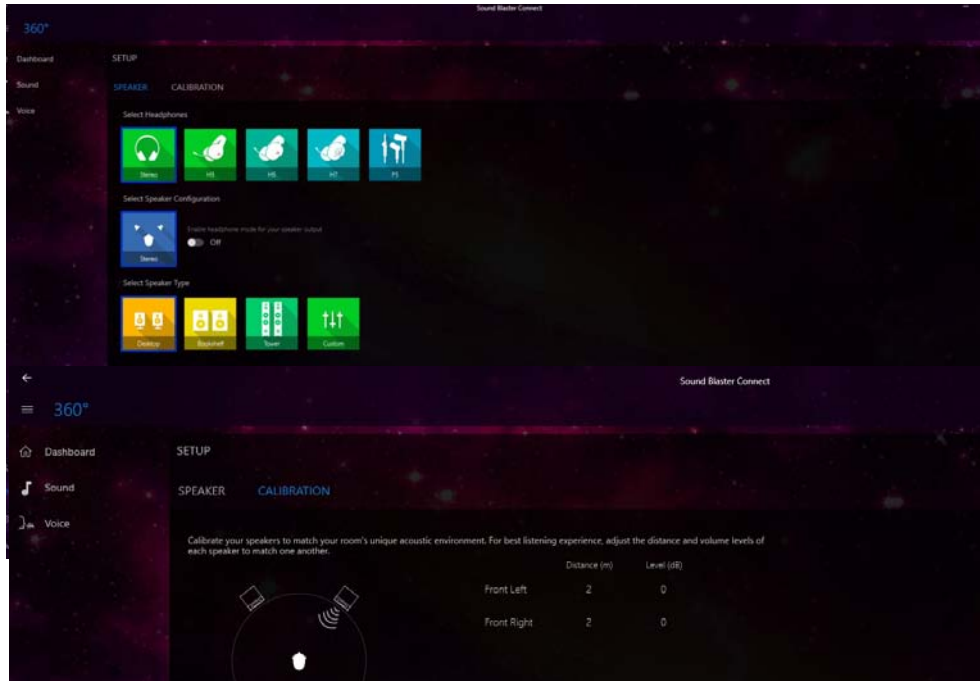 Sound Blaster Connect
360°
Dashboard
SETUP
Sound
SPEAKER CALIBRATION
Voice
Select Headphones
Stereo H5 H6 H7 P5
Select Speaker Configuration
Enable headphone mode for your speaker output
Off
Stereo
Select Speaker Type
Desktop Bookshelf Tower Custom
Sound Blaster Connect
360°
Dashboard
SETUP
Sound
SPEAKER CALIBRATION
Voice
Calibrate your speakers to match your room's unique acoustic environment. For best listening experience, adjust the distance and volume levels of
each speaker to match one another.
Distance (m) Level (dB)
Front Left 2 0
Front Right 2 0